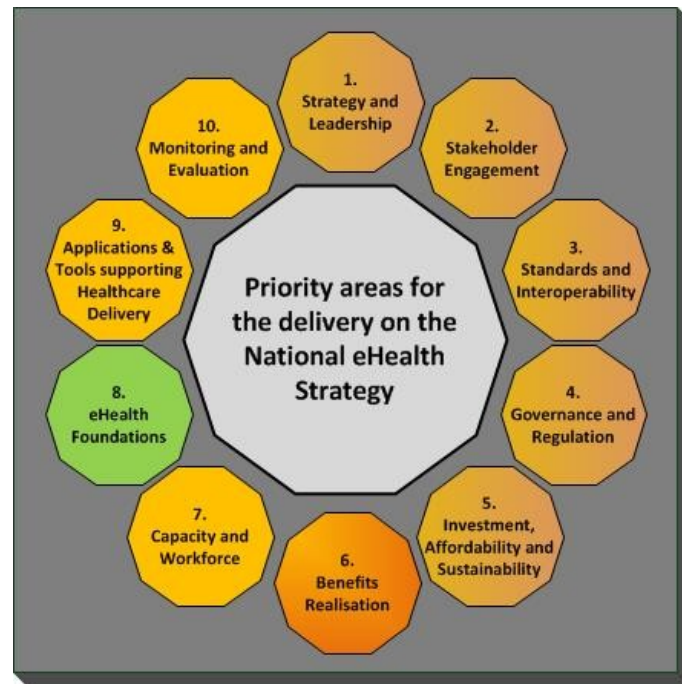 Priority areas for
the delivery on the
National eHealth
Strategy
1.
Strategy and
Leadership
2.
Stakeholder
Engagement
3.
Standards and
Interoperability
4.
Governance and
Regulation
5.
Investment,
Affordability and
Sustainability
6.
Benefits
Realisation
7.
Capacity and
Workforce
8.
eHealth
Foundations
9.
Applications &
Tools supporting
Healthcare
Delivery
10.
Monitoring and
Evaluation